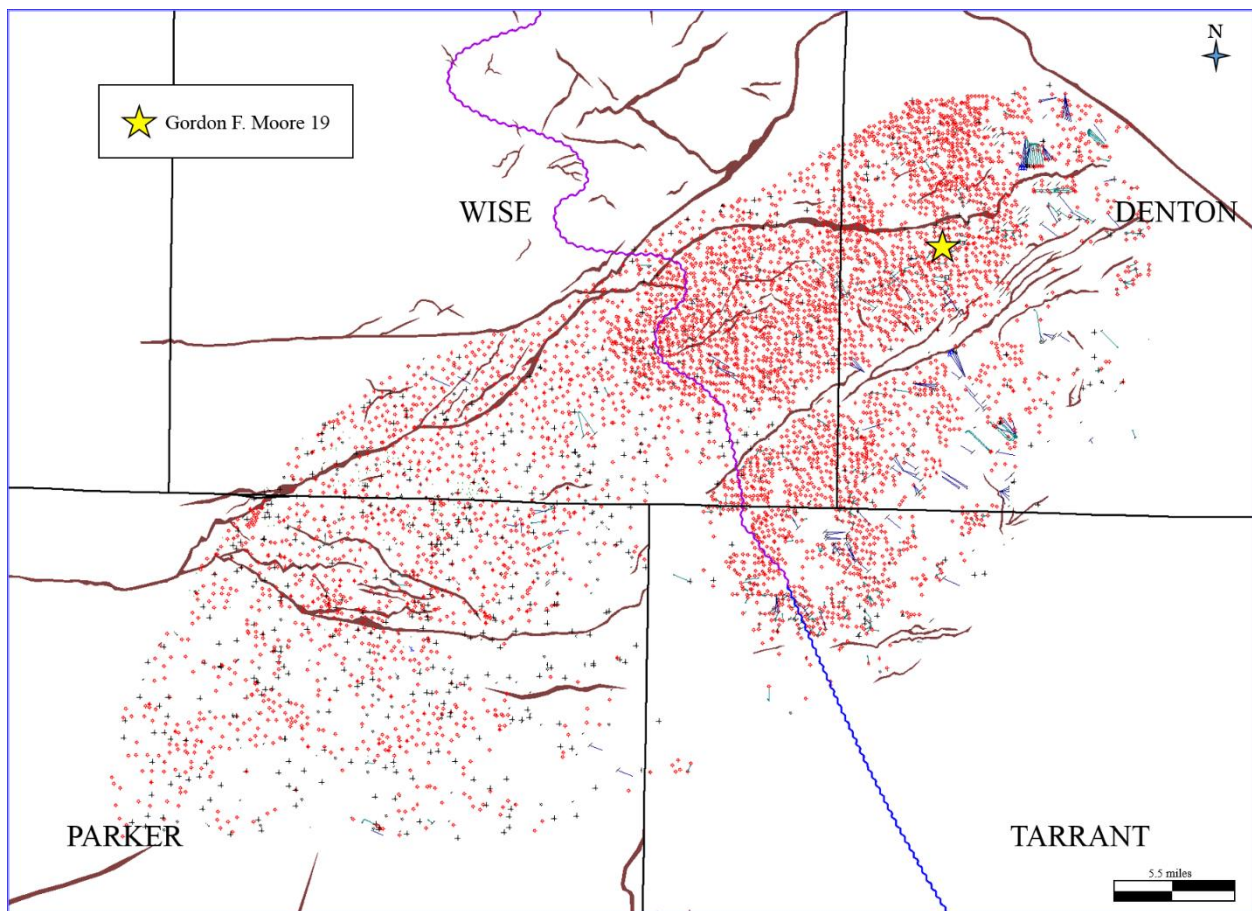 N
Gordon F. Moore 19
WISE
DENTON
PARKER
TARRANT
5.5 miles